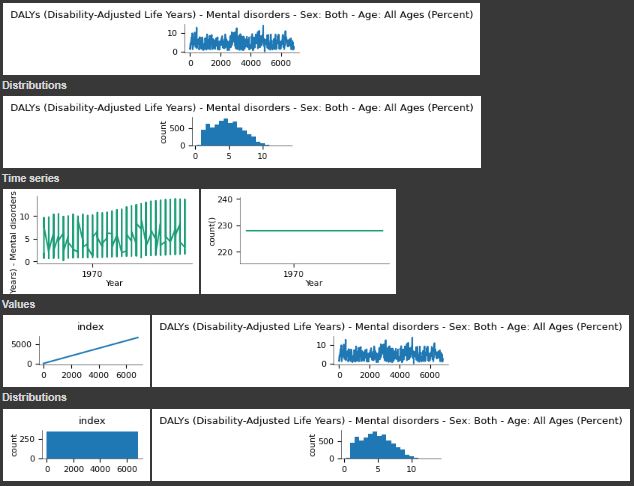 DALYs (Disability-Adjusted Life Years) - Mental disorders - Sex: Both - Age: All Ages (Percent)
10
0
0 2000 4000 6000
Distributions
DALYs (Disability-Adjusted Life Years) - Mental disorders - Sex: Both - Age: All Ages (Percent)
count
500
0
0 5 10
Time series
Years) - Mental disorders
10
5
0
1970
Year
count()
240
230
220
1970
Year
Values
index
5000
0
0 2000 4000 6000
DALYs (Disability-Adjusted Life Years) - Mental disorders - Sex: Both - Age: All Ages (Percent)
10
0
0 2000 4000 6000
Distributions
index
count
250
0
0 2000 4000 6000
DALYs (Disability-Adjusted Life Years) - Mental disorders - Sex: Both - Age: All Ages (Percent)
count
500
0
0 5 10